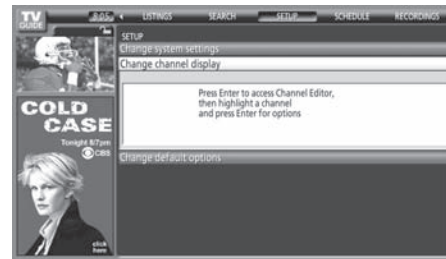 TV
GUIDE
8:05
LISTINGS SEARCH SETUP SCHEDULE RECORDINGS
SETUP
Change system settings
Change channel display
Press Enter to access Channel Editor,
then highlight a channel
and press Enter for options
Change default options
COLD
CASE
Tonight 8/7pm
CBS
click
here